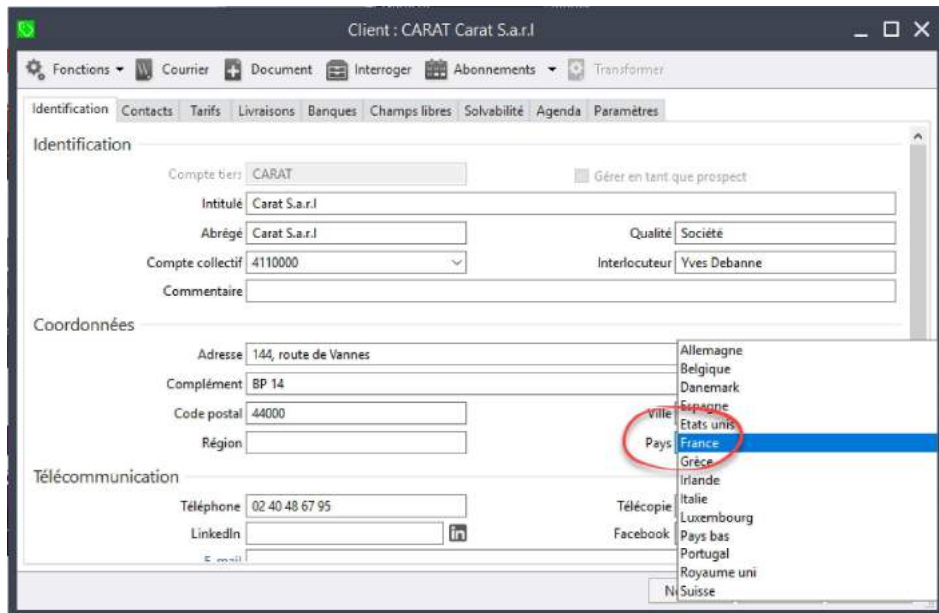 Client : CARAT Carat S.a.r.l
Fonctions Courrier Document Interroger Abonnements Transformer
Identification Contacts Tarifs Livraisons Banques Champs libres Solvabilité Agenda Paramètres
Identification
Compte tiers CARAT Gérer en tant que prospect
Intitulé Carat S.a.r.l
Abrégé Carat S.a.r.l Qualité Société
Compte collectif 4110000 Interlocuteur Yves Debanne
Commentaire
Coordonnées
Adresse 144, route de Vannes
Complément BP 14
Code postal 44000 Ville
Région Pays
Allemagne
Belgique
Danemark
Espagne
Etats unis
France
Grèce
Irlande
Italie
Luxembourg
Pays bas
Portugal
Royaume uni
Suisse
Télécommunication
Téléphone 02 40 48 67 95 Télécopie
LinkedIn in Facebook
E-mail